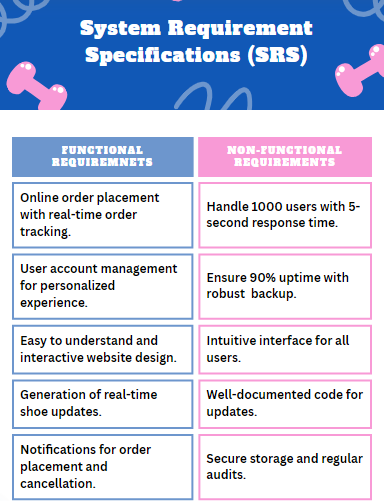 System Requirement
Specifications (SRS)
FUNCTIONAL
REQUIREMNETS
NON-FUNCTIONAL
REQUIREMENTS
Online order placement
with real-time order
tracking.
Handle 1000 users with 5-
second response time.
User account management
for personalized
experience.
Ensure 90% uptime with
robust  backup.
Easy to understand and
interactive website design.
Intuitive interface for all
users.
Generation of real-time
shoe updates.
Well-documented code for
updates.
Notifications for order
placement and
cancellation.
Secure storage and regular
audits.